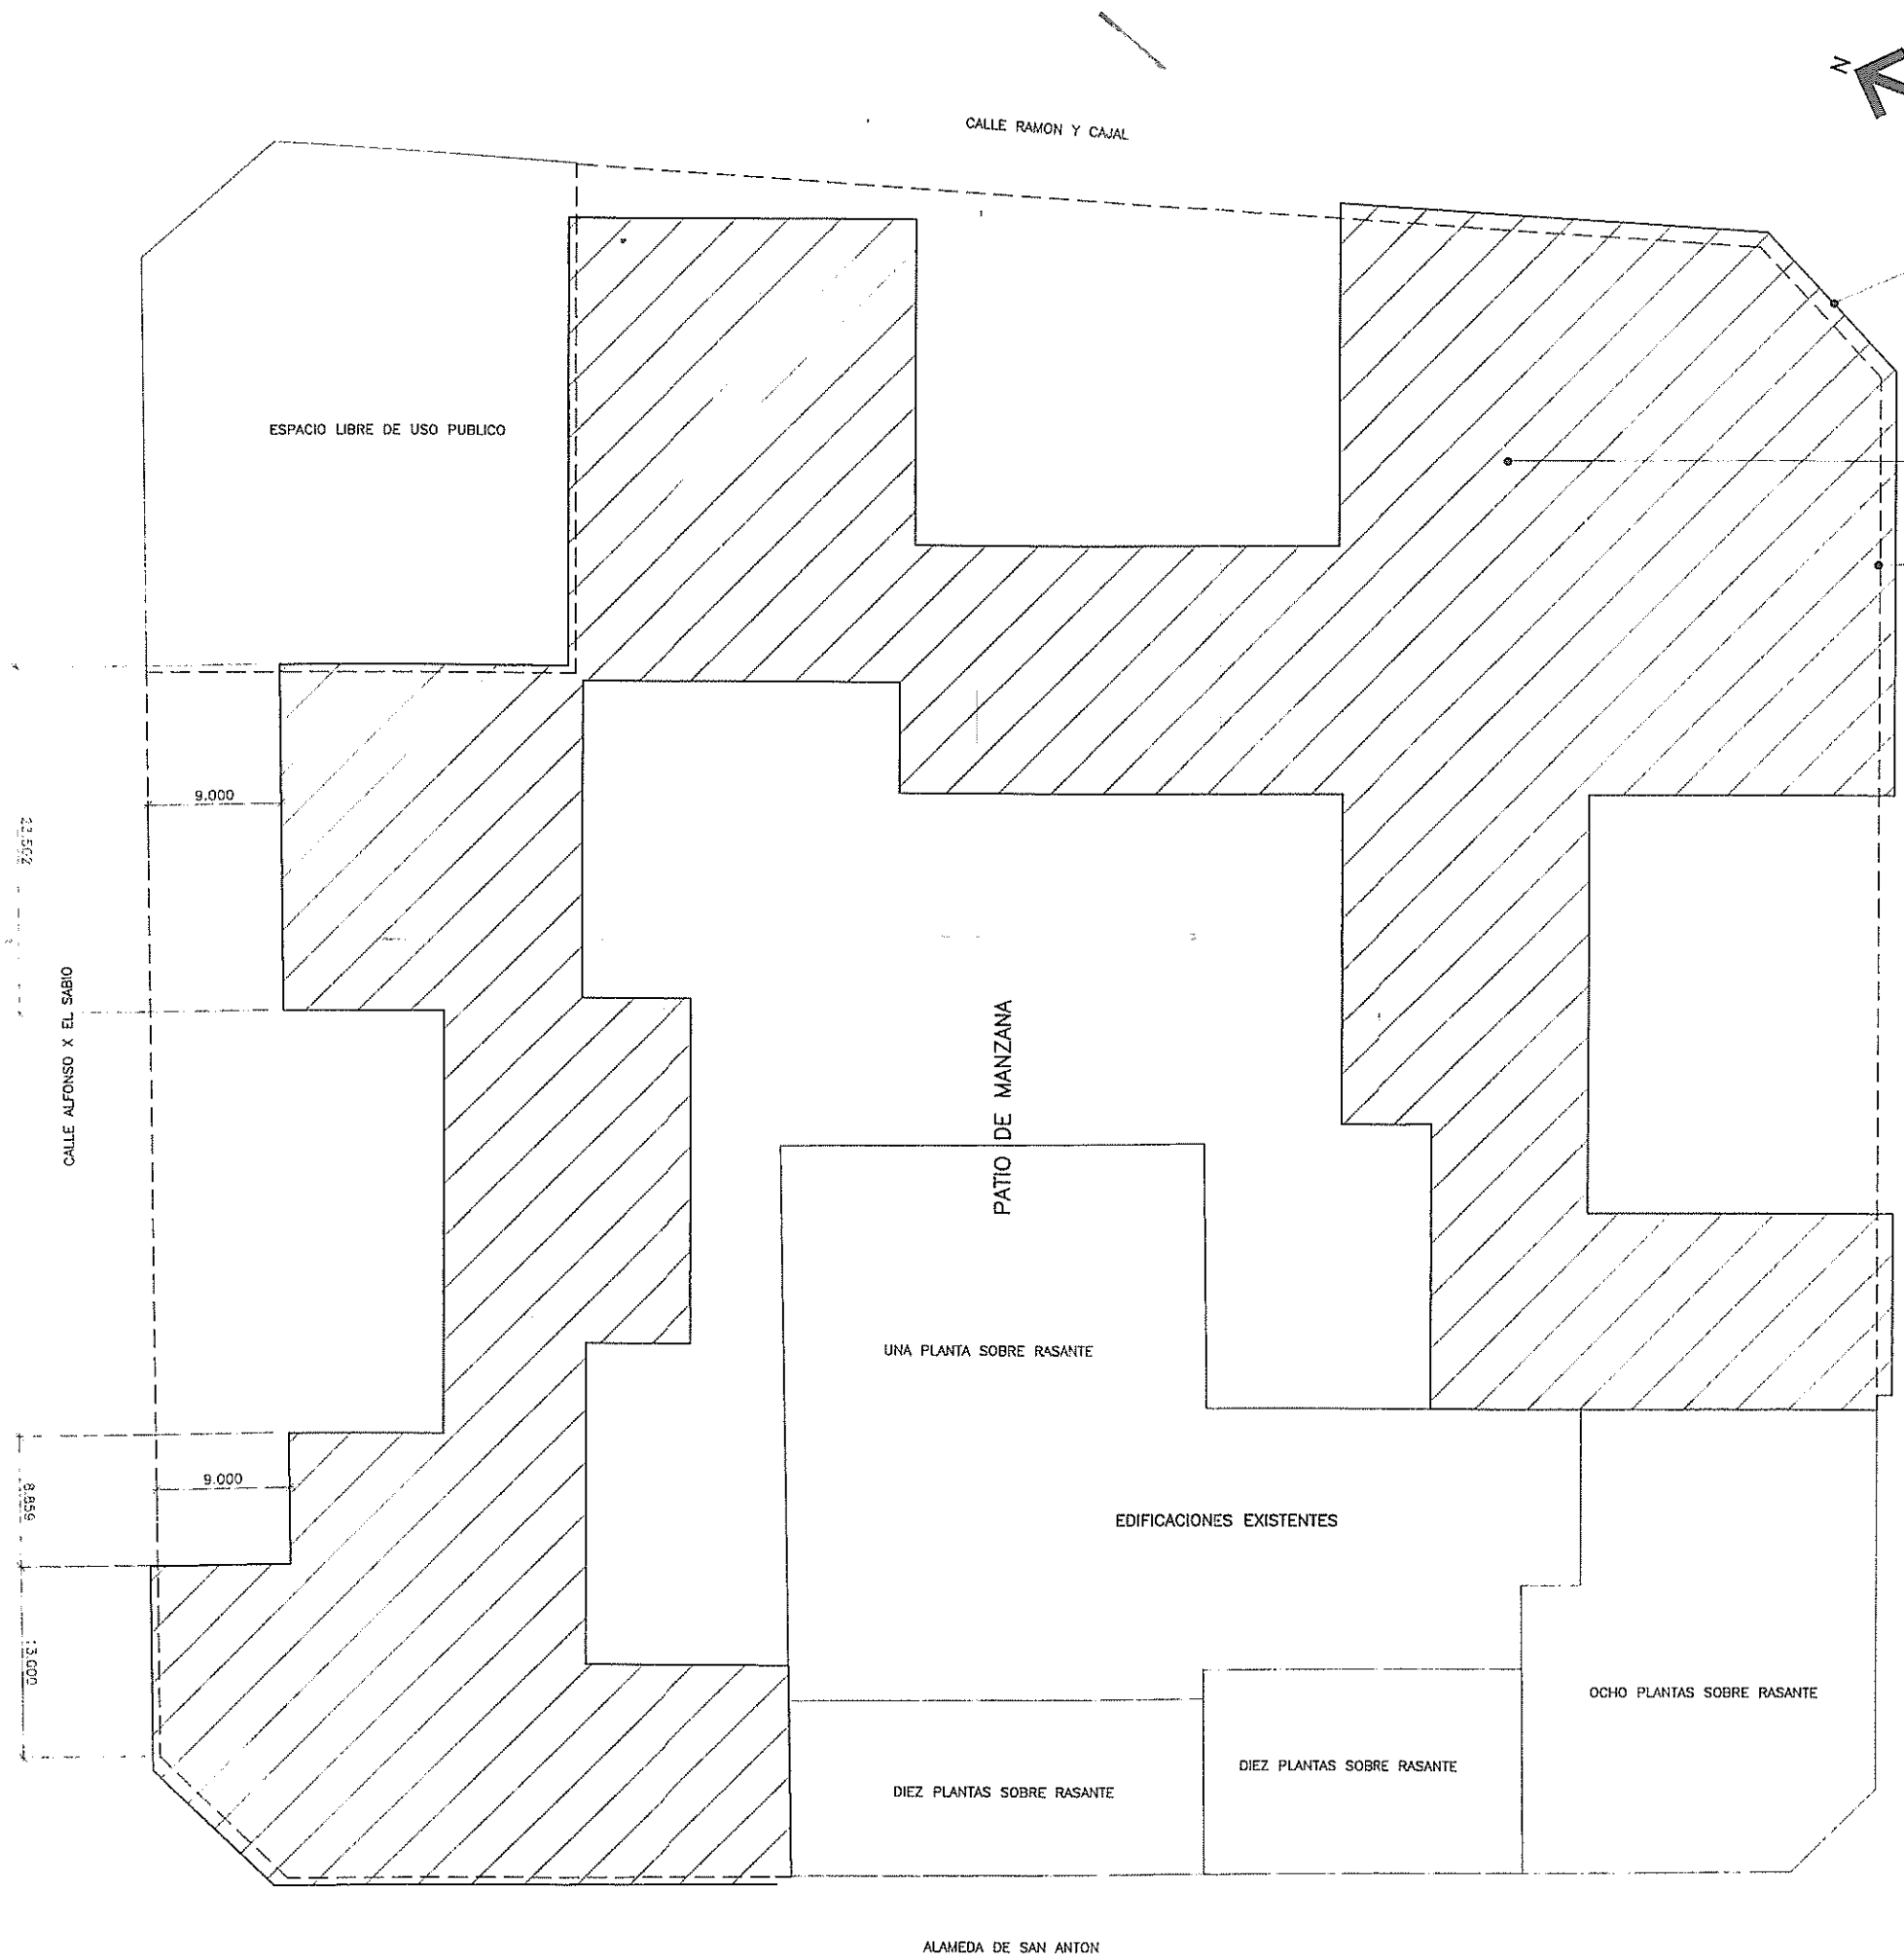 N
CALLE RAMON Y CAJAL
ESPACIO LIBRE DE USO PUBLICO
9.000
CALLE ALFONSO X EL SABIO
PATIO DE MANZANA
UNA PLANTA SOBRE RASANTE
9.000
8.859
EDIFICACIONES EXISTENTES
13.000
OCHO PLANTAS SOBRE RASANTE
DIEZ PLANTAS SOBRE RASANTE
DIEZ PLANTAS SOBRE RASANTE
ALAMEDA DE SAN ANTON